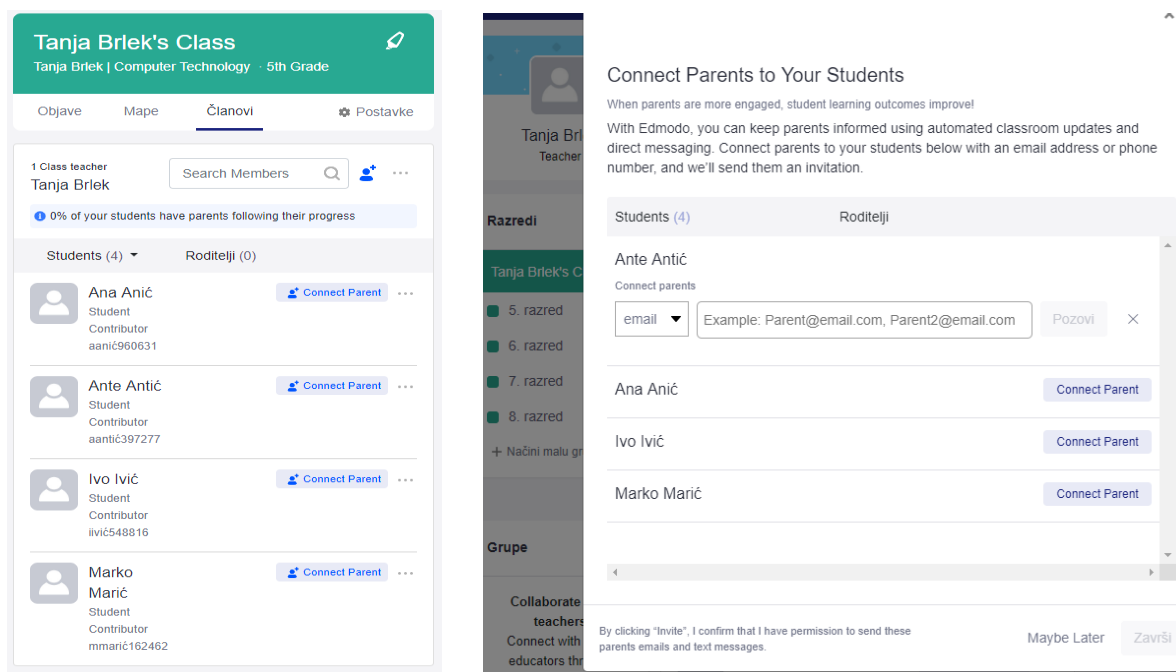 Tanja Brlek's Class
Tanja Brlek | Computer Technology · 5th Grade
Objave Mape Članovi Postavke
1 Class teacher
Tanja Brlek
Search Members
0% of your students have parents following their progress
Students (4) Roditelji (0)
Ana Anić Connect Parent
Student
Contributor
aanić960631
Ante Antić Connect Parent
Student
Contributor
aantić397277
Ivo Ivić Connect Parent
Student
Contributor
iivić548816
Marko Connect Parent
Marić
Student
Contributor
mmarić162462
Tanja Brl
Teacher
Razredi
Tanja Brlek's C
5. razred
6. razred
7. razred
8. razred
+ Načini malu gr
Grupe
Collaborate
teachers
Connect with
educators thr
Connect Parents to Your Students
When parents are more engaged, student learning outcomes improve!
With Edmodo, you can keep parents informed using automated classroom updates and
direct messaging. Connect parents to your students below with an email address or phone
number, and we'll send them an invitation.
Students (4) Roditelji
Ante Antić
Connect parents
email Example: Parent@email.com, Parent2@email.com Pozovi
Ana Anić Connect Parent
Ivo Ivić Connect Parent
Marko Marić Connect Parent
By clicking “Invite”, I confirm that I have permission to send these
parents emails and text messages.
Maybe Later Završi